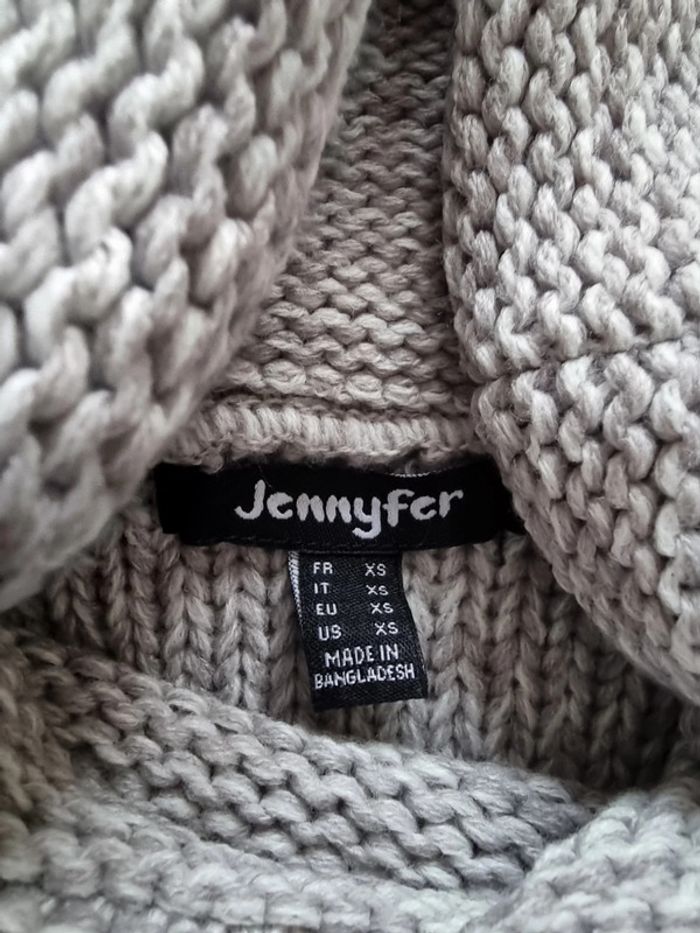 Jennyfer
FR XS
IT XS
EU XS
US XS
MADE IN
BANGLADESH